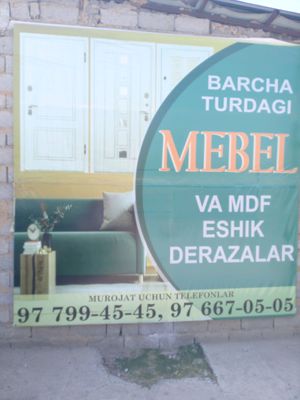 BARCHA
TURDAGI
MEBEL
VA MDF
ESHIK
DERAZALAR
MUROJAT UCHUN TELEFONLAR
97 799-45-45, 97 667-05-05